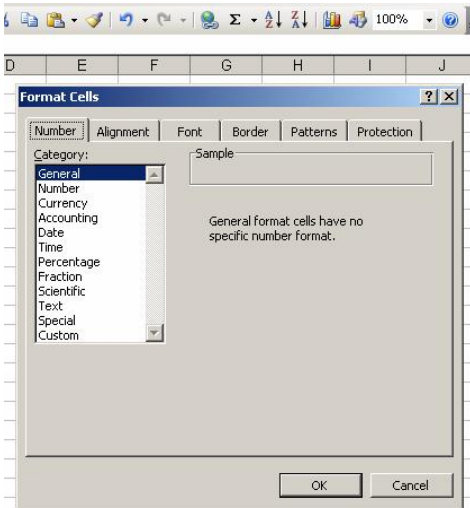 Σ 100%
D E F G H I J
Format Cells
Number Alignment Font Border Patterns Protection
Category:
General
Number
Currency
Accounting
Date
Time
Percentage
Fraction
Scientific
Text
Special
Custom
Sample
General format cells have no
specific number format.
OK Cancel